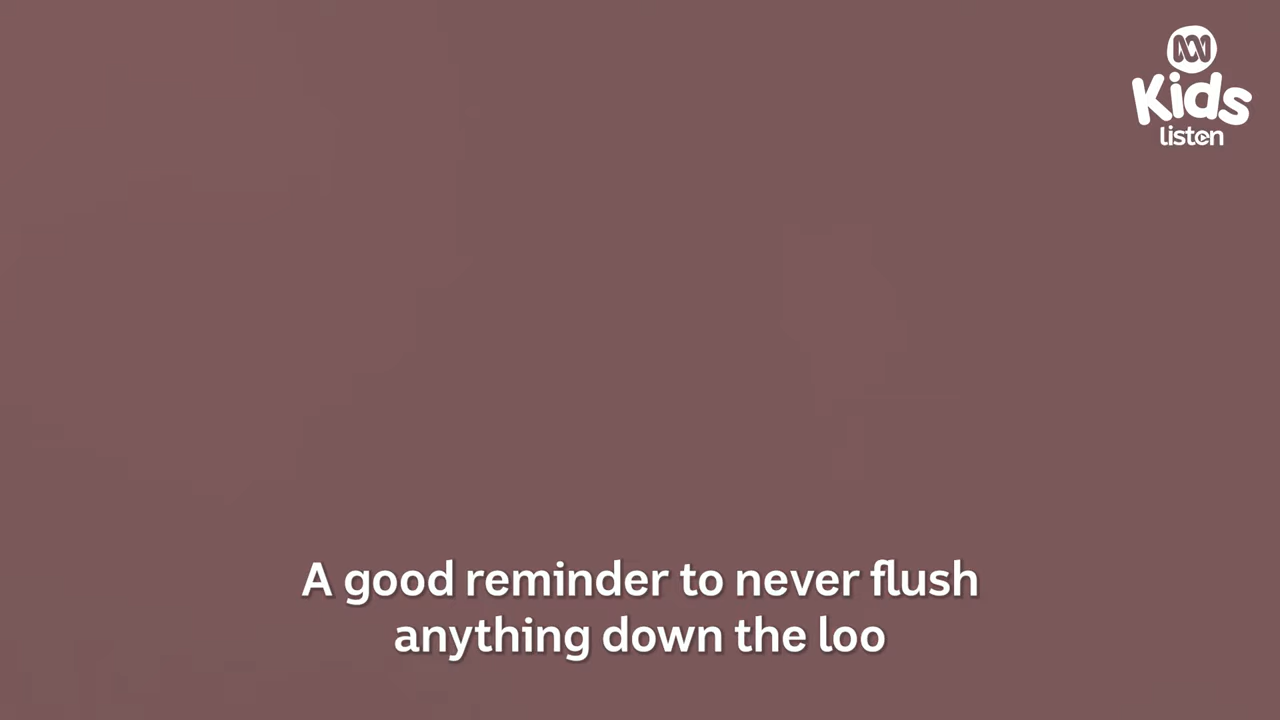 Kids
listen
A good reminder to never flush
anything down the loo